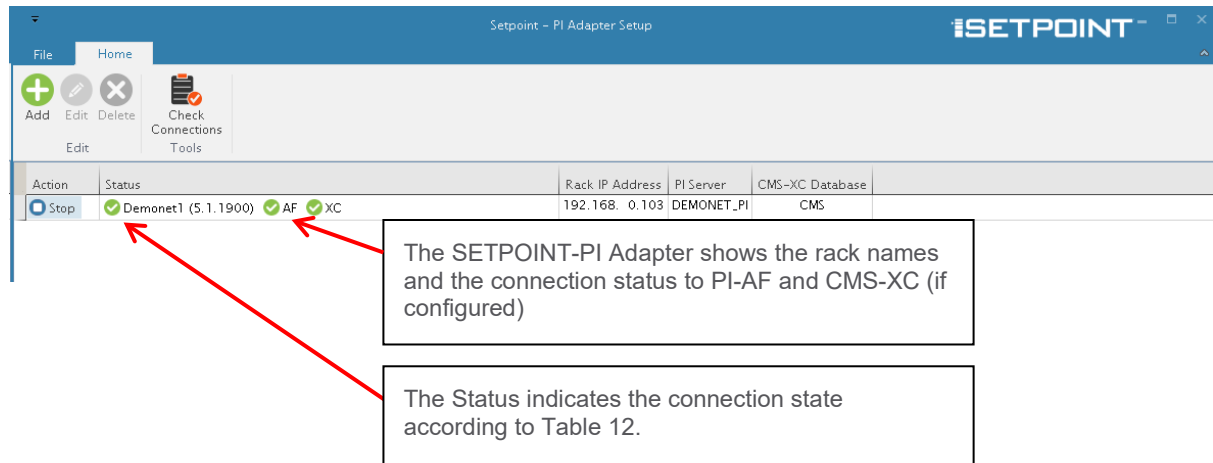 Setpoint - PI Adapter Setup
SETPOINT
File Home
Add Edit Delete Check Connections
Edit Tools
Action Status Rack IP Address PI Server CMS-XC Database
Stop Demonet1 (5.1.1900) AF XC 192.168. 0.103 DEMONET_PI CMS
The SETPOINT-PI Adapter shows the rack names
and the connection status to PI-AF and CMS-XC (if
configured)
The Status indicates the connection state
according to Table 12.